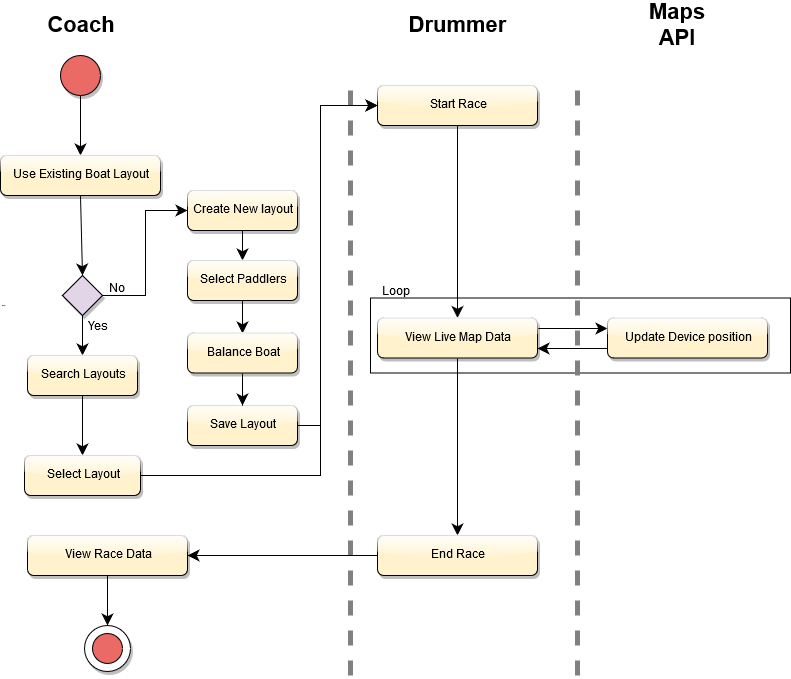 Coach
Drummer
Maps
API
Start Race
Use Existing Boat Layout
Create New layout
No
Select Paddlers
Loop
Yes
View Live Map Data
Update Device position
Balance Boat
Search Layouts
Save Layout
Select Layout
View Race Data
End Race